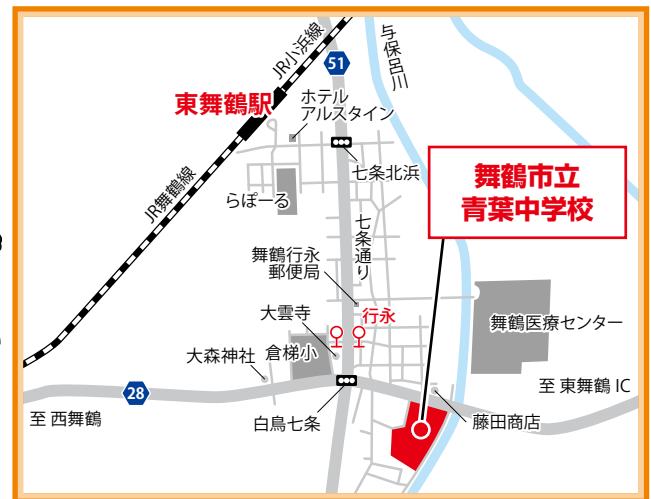 JR小浜線
51
与保呂川
東舞鶴駅
ホテル
アルスタイン
七条北浜
舞鶴市立
青葉中学校
JR舞鶴線
らぽーる
七条通り
舞鶴行永
郵便局
大雲寺
行永
舞鶴医療センター
大森神社
倉梯小
28
至 東舞鶴 IC
至 西舞鶴
白鳥七条
藤田商店